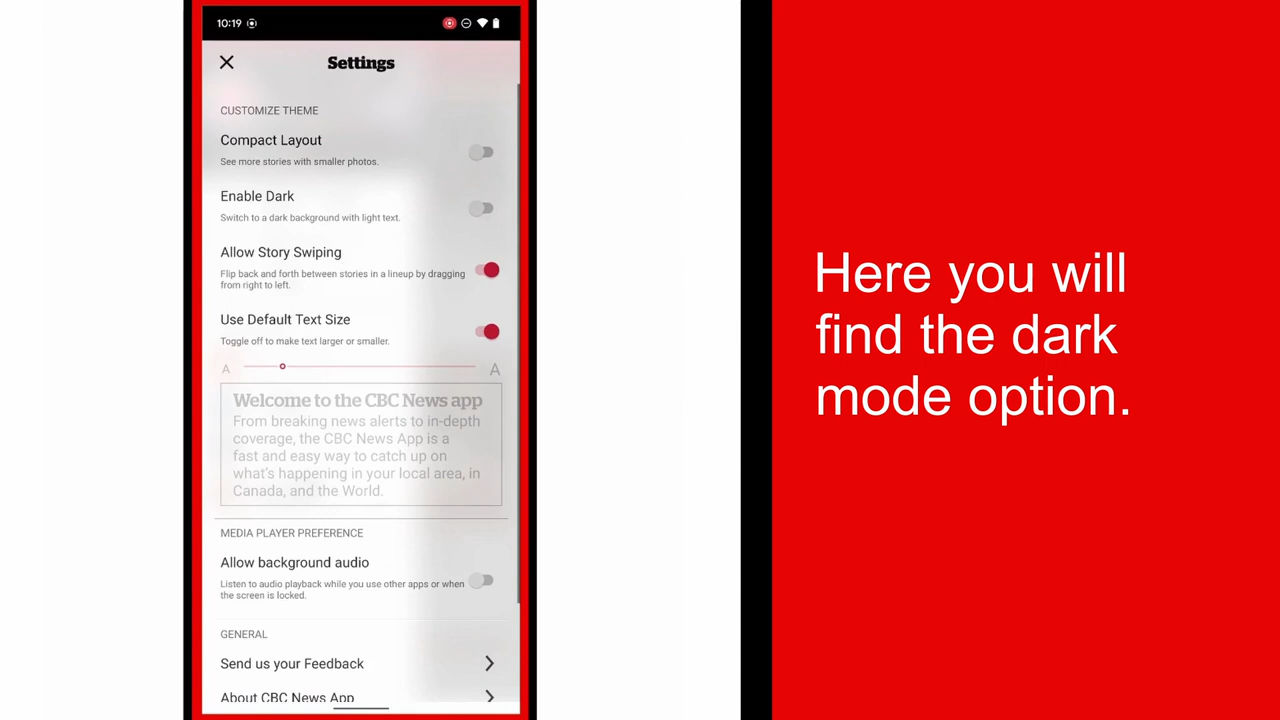 10:19
Settings
CUSTOMIZE THEME
Compact Layout
See more stories with smaller photos.
Enable Dark
Switch to a dark background with light text.
Allow Story Swiping
Flip back and forth between stories in a lineup by dragging
from right to left.
Use Default Text Size
Toggle off to make text larger or smaller.
A A
Welcome to the CBC News app
From breaking news alerts to in-depth
coverage, the CBC News App is a
fast and easy way to catch up on
what's happening in your local area, in
Canada, and the World.
MEDIA PLAYER PREFERENCE
Allow background audio
Listen to audio playback while you use other apps or when
the screen is locked.
GENERAL
Send us your Feedback
About CBC News App
Here you will
find the dark
mode option.